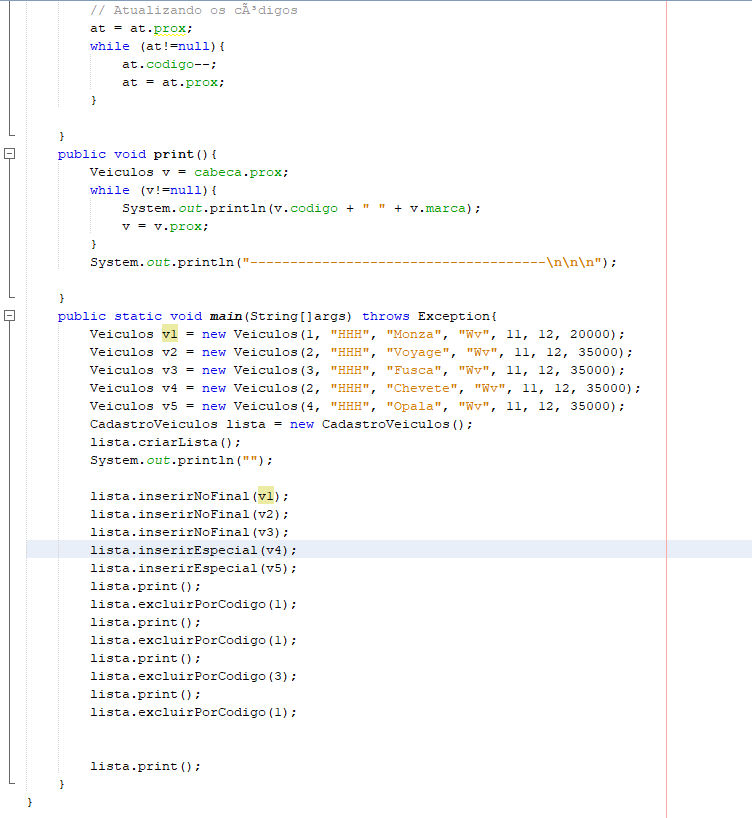 // Atualizando os cÃ³digos
at = at.prox;
while (at!=null){
at.codigo--;
at = at.prox;
}
}
public void print(){
Veiculos v = cabeca.prox;
while (v!=null){
System.out.println(v.codigo + " " + v.marca);
v = v.prox;
}
System.out.println("-------------------------------------\n\n\n");
}
public static void main(String[]args) throws Exception{
Veiculos v1 = new Veiculos(1, "HHH", "Monza", "Wv", 11, 12, 20000);
Veiculos v2 = new Veiculos(2, "HHH", "Voyage", "Wv", 11, 12, 35000);
Veiculos v3 = new Veiculos(3, "HHH", "Fusca", "Wv", 11, 12, 35000);
Veiculos v4 = new Veiculos(2, "HHH", "Chevete", "Wv", 11, 12, 35000);
Veiculos v5 = new Veiculos(4, "HHH", "Opala", "Wv", 11, 12, 35000);
CadastroVeiculos lista = new CadastroVeiculos();
lista.criarLista();
System.out.println("");
lista.inserirNoFinal(v1);
lista.inserirNoFinal(v2);
lista.inserirNoFinal(v3);
lista.inserirEspecial(v4);
lista.inserirEspecial(v5);
lista.print();
lista.excluirPorCodigo(1);
lista.print();
lista.excluirPorCodigo(1);
lista.print();
lista.excluirPorCodigo(3);
lista.print();
lista.excluirPorCodigo(1);
lista.print();
}
}